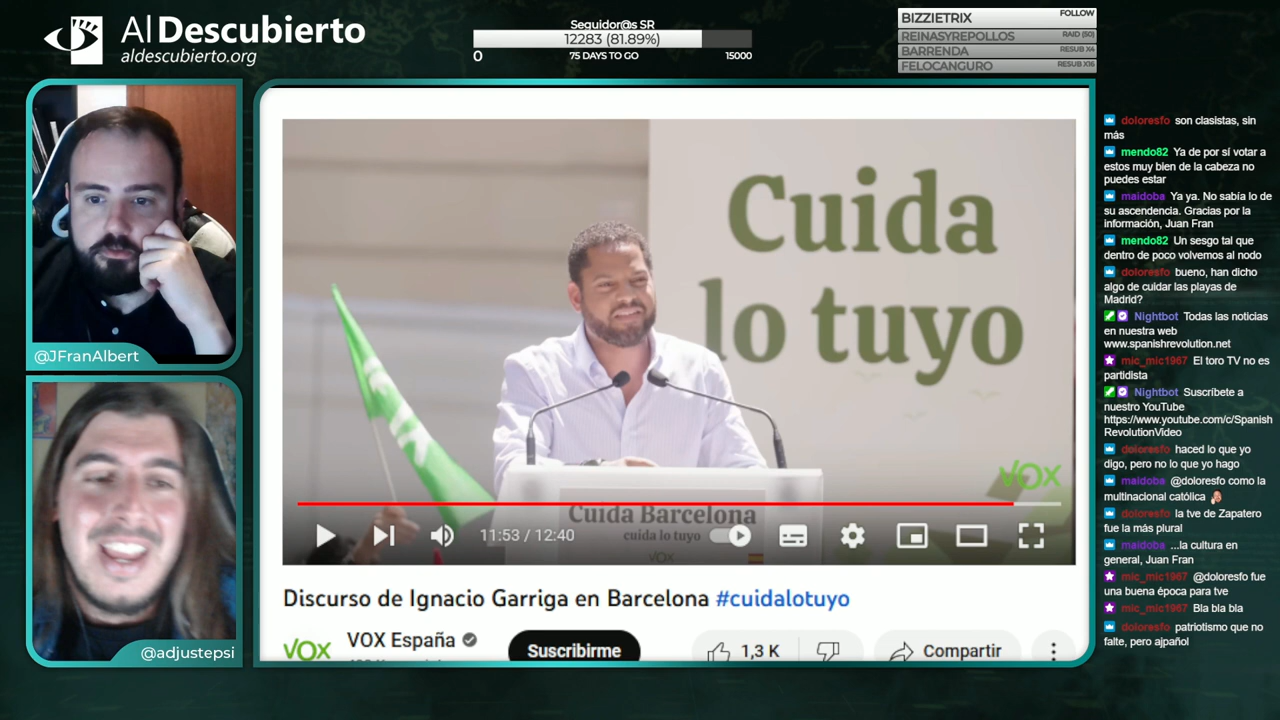 Al Descubierto
aldescubierto.org
Seguidor@s SR
12283 (81.89%)
0
75 DAYS TO GO
15000
BIZZIETRIX
FOLLOW
REINASYREPOLLOS
RAID (50)
BARRENDA
RESUB X4
FELOCANGURO
RESUB X16
@JFranAlbert
@adjustepsi
Cuida
lo tuyo
VOX
Cuida Barcelona
cuida lo tuyo
VOX
11:53 / 12:40
Discurso de Ignacio Garriga en Barcelona #cuidalotuyo
VOX
VOX España
Suscribirme
1,3 K
Compartir
doloresfo son clasistas, sin
más
mendo82 Ya de por sí votar a
estos muy bien de la cabeza no
puedes estar
maidoba Ya ya. No sabía lo de
su ascendencia. Gracias por la
información, Juan Fran
mendo82 Un sesgo tal que
dentro de poco volvemos al nodo
doloresfo bueno, han dicho
algo de cuidar las playas de
Madrid?
Nightbot Todas las noticias
en nuestra web
www.spanishrevolution.net
mic_mic1967 El toro TV no es
partidista
Nightbot Suscríbete a
nuestro YouTube
https://www.youtube.com/c/Spanish
RevolutionVideo
doloresfo haced lo que yo
digo, pero no lo que yo hago
maidoba @doloresfo como la
multinacional católica
doloresfo la tve de Zapatero
fue la más plural
maidoba ...la cultura en
general, Juan Fran
mic_mic1967 @doloresfo fue
una buena época para tve
mic_mic1967 Bla bla bla
doloresfo patriotismo que no
falte, pero ajpañol